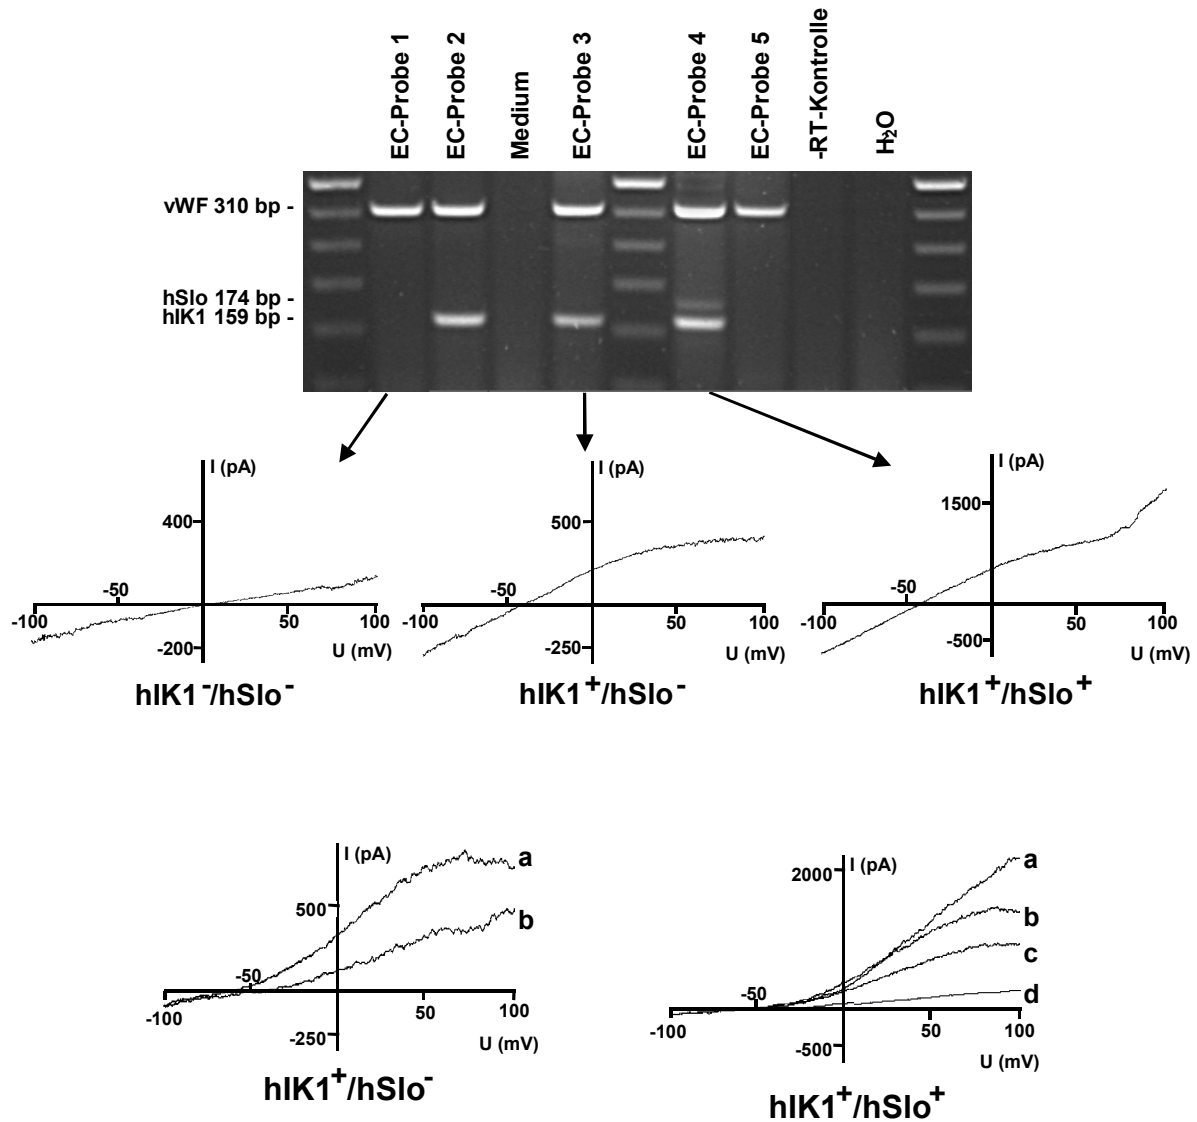 EC-Probe 1
EC-Probe 2
Medium
EC-Probe 3
EC-Probe 4
EC-Probe 5
-RT-Kontrolle
H₂O
vWF 310 bp -
hSlo 174 bp -
hIK1 159 bp -
I (pA)
400
-50
-100
50
100
-200
U (mV)
hIK1⁻/hSlo⁻
I (pA)
500
-50
-100
50
100
-250
U (mV)
hIK1⁺/hSlo⁻
I (pA)
1500
-50
-100
50
100
-500
U (mV)
hIK1⁺/hSlo⁺
I (pA)
a
500
b
-50
-100
50
100
-250
U (mV)
hIK1⁺/hSlo⁻
I (pA)
a
2000
b
c
-50
d
-100
50
100
-500
U (mV)
hIK1⁺/hSlo⁺